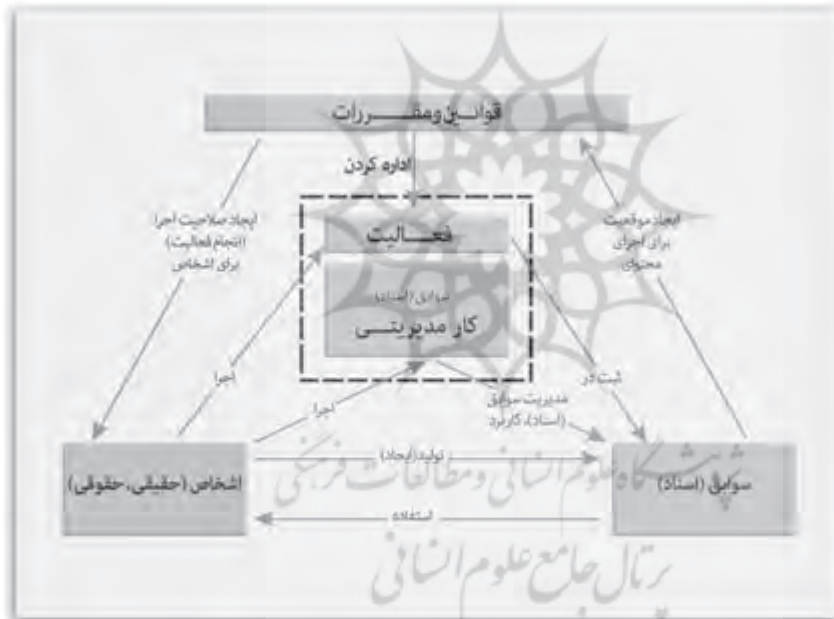 قوانین و مقررات
اداره کردن
ایجاد صلاحیت اجرا
(انجام فعالیت)
برای اشخاص
ایجاد موقعیت
برای اجرای
محتوای
فعالیت
سوابق (اسناد)
کار مدیریتی
اجرا
اجرا
ثبت در
مدیریت سوابق
(اسناد)، کاربرد
اشخاص (حقیقی، حقوقی)
تولید (ایجاد)
سوابق (اسناد)
استفاده
پژوهشگاه علوم انسانی و مطالعات فرهنگی
پرتال جامع علوم انسانی